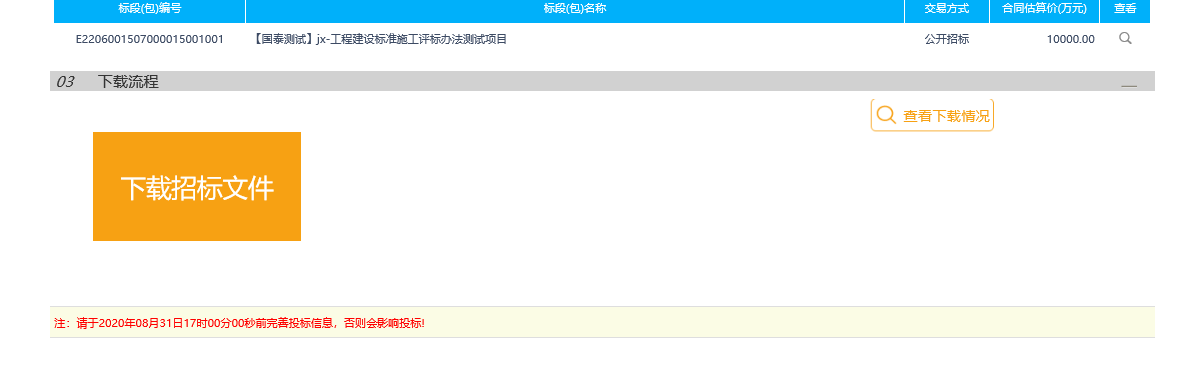 标段(包)编号 标段(包)名称 交易方式 合同估算价(万元) 查看
E2206001507000015001001 【国泰测试】jx-工程建设标准施工评标办法测试项目 公开招标 10000.00
03 下载流程
查看下载情况
下载招标文件
注：请于2020年08月31日17时00分00秒前完善投标信息，否则会影响投标!